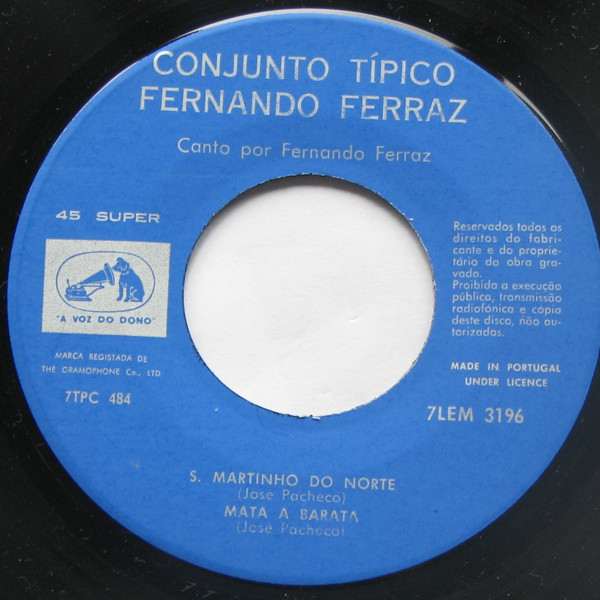 CONJUNTO TÍPICO
FERNANDO FERRAZ
Canto por Fernando Ferraz
45 SUPER
"A VOZ DO DONO"
MARCA REGISTADA DE
THE GRAMOPHONE Co., LTD.
7TPC 484
Reservados todos os
direitos do fabri-
cante e do proprie-
tário da obra gra-
vada.
Proibida a execução
pública, transmissão
radiofónica e cópia
deste disco, não au-
torizadas.
MADE IN PORTUGAL
UNDER LICENCE
7LEM 3196
S. MARTINHO DO NORTE
(José Pacheco)
MATA A BARATA
(José Pacheco)